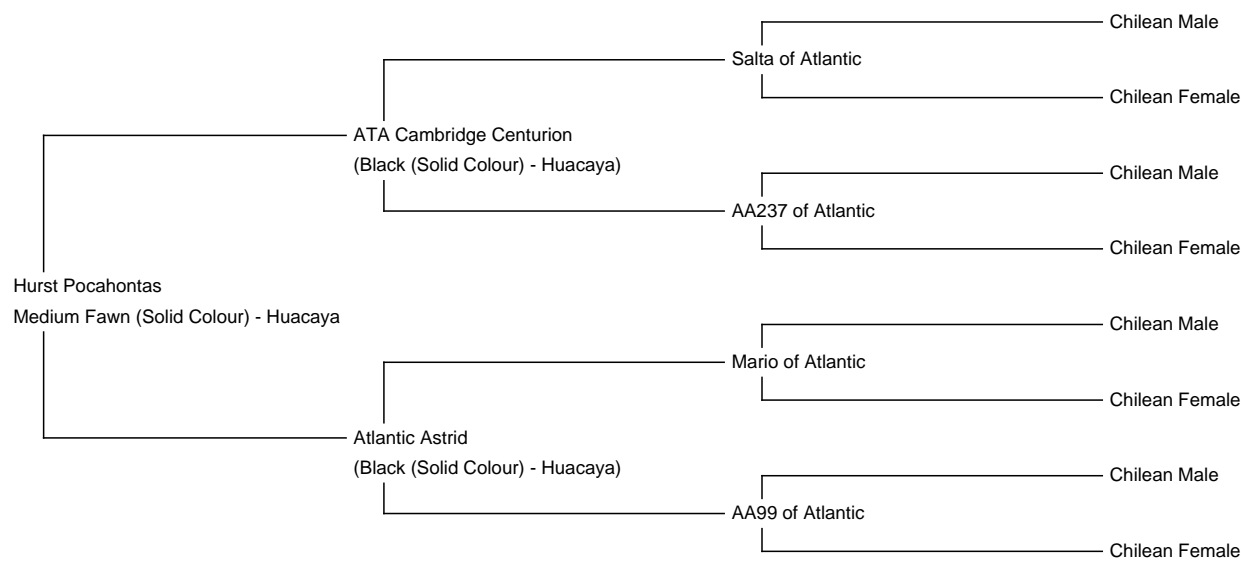 Chilean Male
Salta of Atlantic
Chilean Female
ATA Cambridge Centurion
(Black (Solid Colour) - Huacaya)
Chilean Male
AA237 of Atlantic
Chilean Female
Hurst Pocahontas
Medium Fawn (Solid Colour) - Huacaya
Chilean Male
Mario of Atlantic
Chilean Female
Atlantic Astrid
(Black (Solid Colour) - Huacaya)
Chilean Male
AA99 of Atlantic
Chilean Female